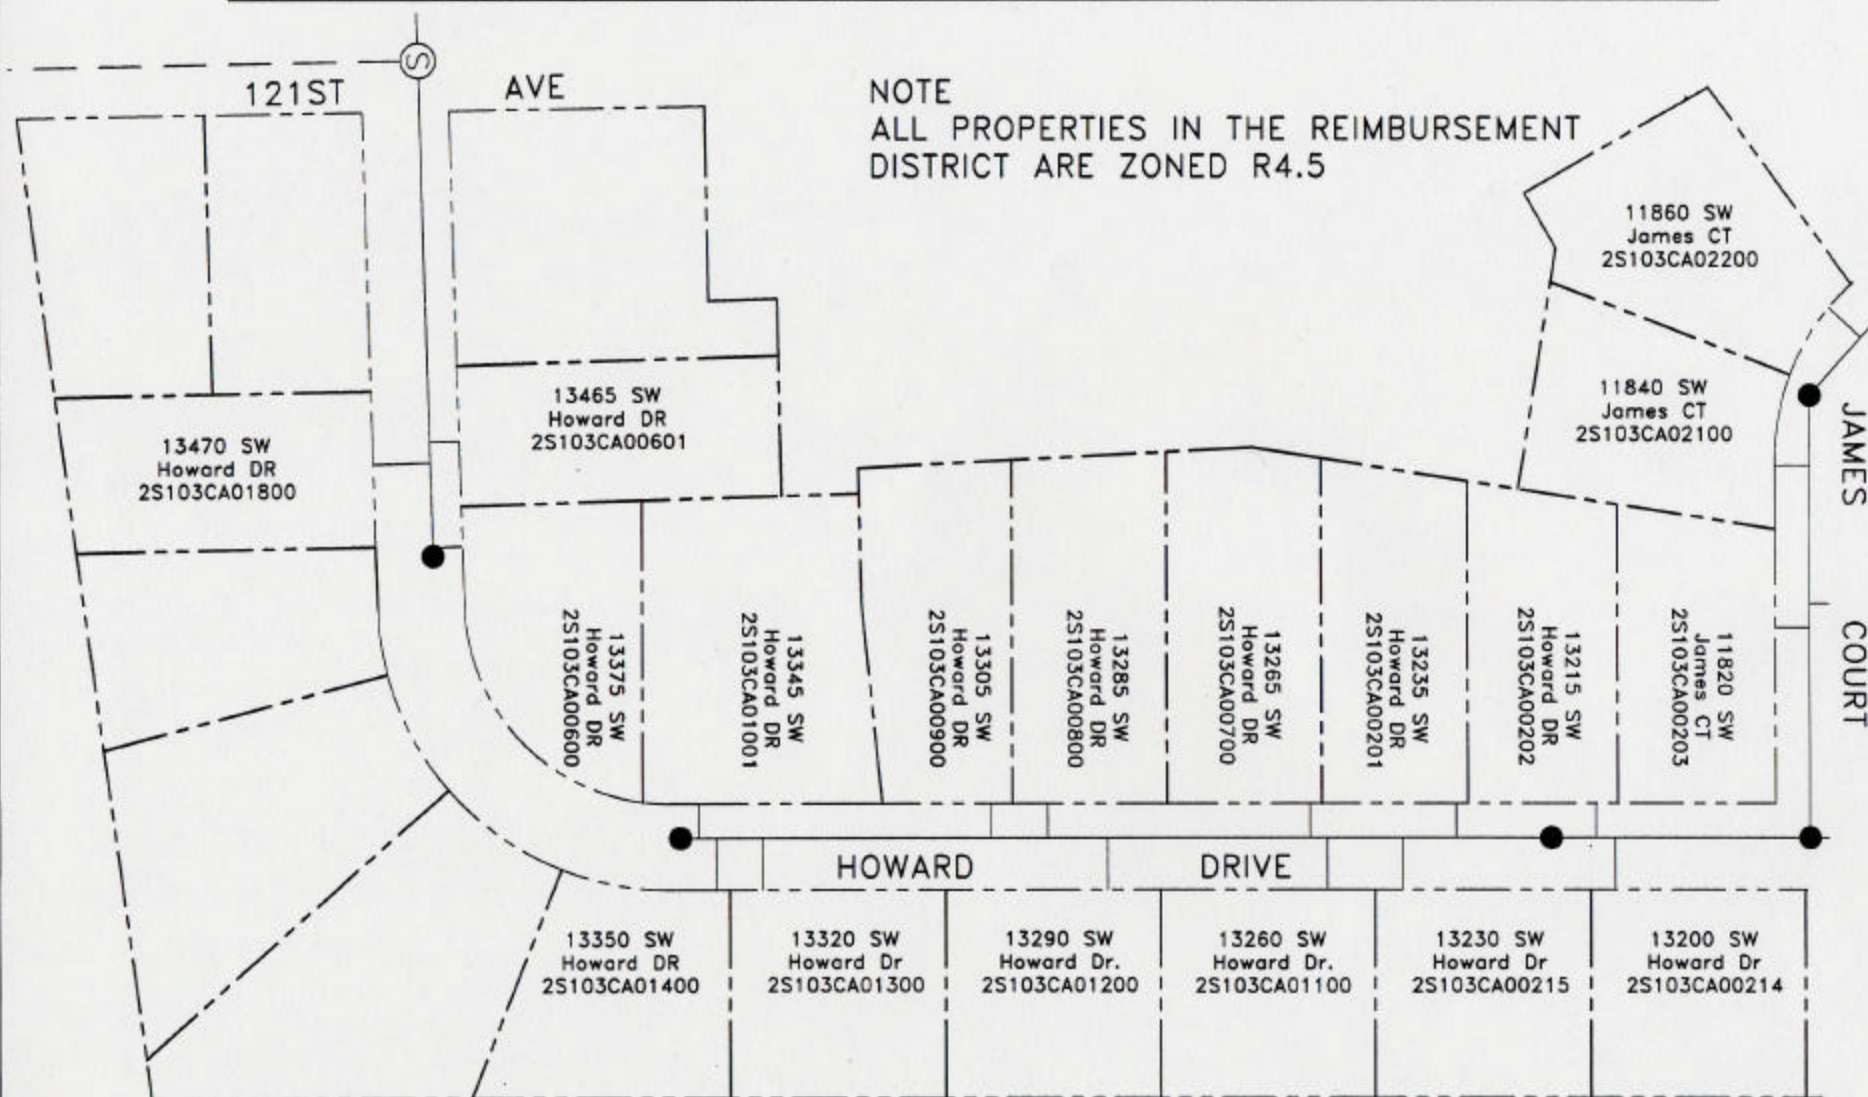 S
121ST AVE
NOTE
ALL PROPERTIES IN THE REIMBURSEMENT
DISTRICT ARE ZONED R4.5
11860 SW
James CT
2S103CA02200
11840 SW
James CT
2S103CA02100
13465 SW
Howard DR
2S103CA00601
13470 SW
Howard DR
2S103CA01800
JAMES COURT
13375 SW
Howard DR
2S103CA00600
13345 SW
Howard DR
2S103CA01001
13305 SW
Howard DR
2S103CA00900
13285 SW
Howard DR
2S103CA00800
13265 SW
Howard DR
2S103CA00700
13235 SW
Howard DR
2S103CA00201
13215 SW
Howard DR
2S103CA00202
11820 SW
James CT
2S103CA00203
HOWARD DRIVE
13350 SW
Howard DR
2S103CA01400
13320 SW
Howard Dr
2S103CA01300
13290 SW
Howard Dr.
2S103CA01200
13260 SW
Howard Dr.
2S103CA01100
13230 SW
Howard Dr
2S103CA00215
13200 SW
Howard Dr
2S103CA00214